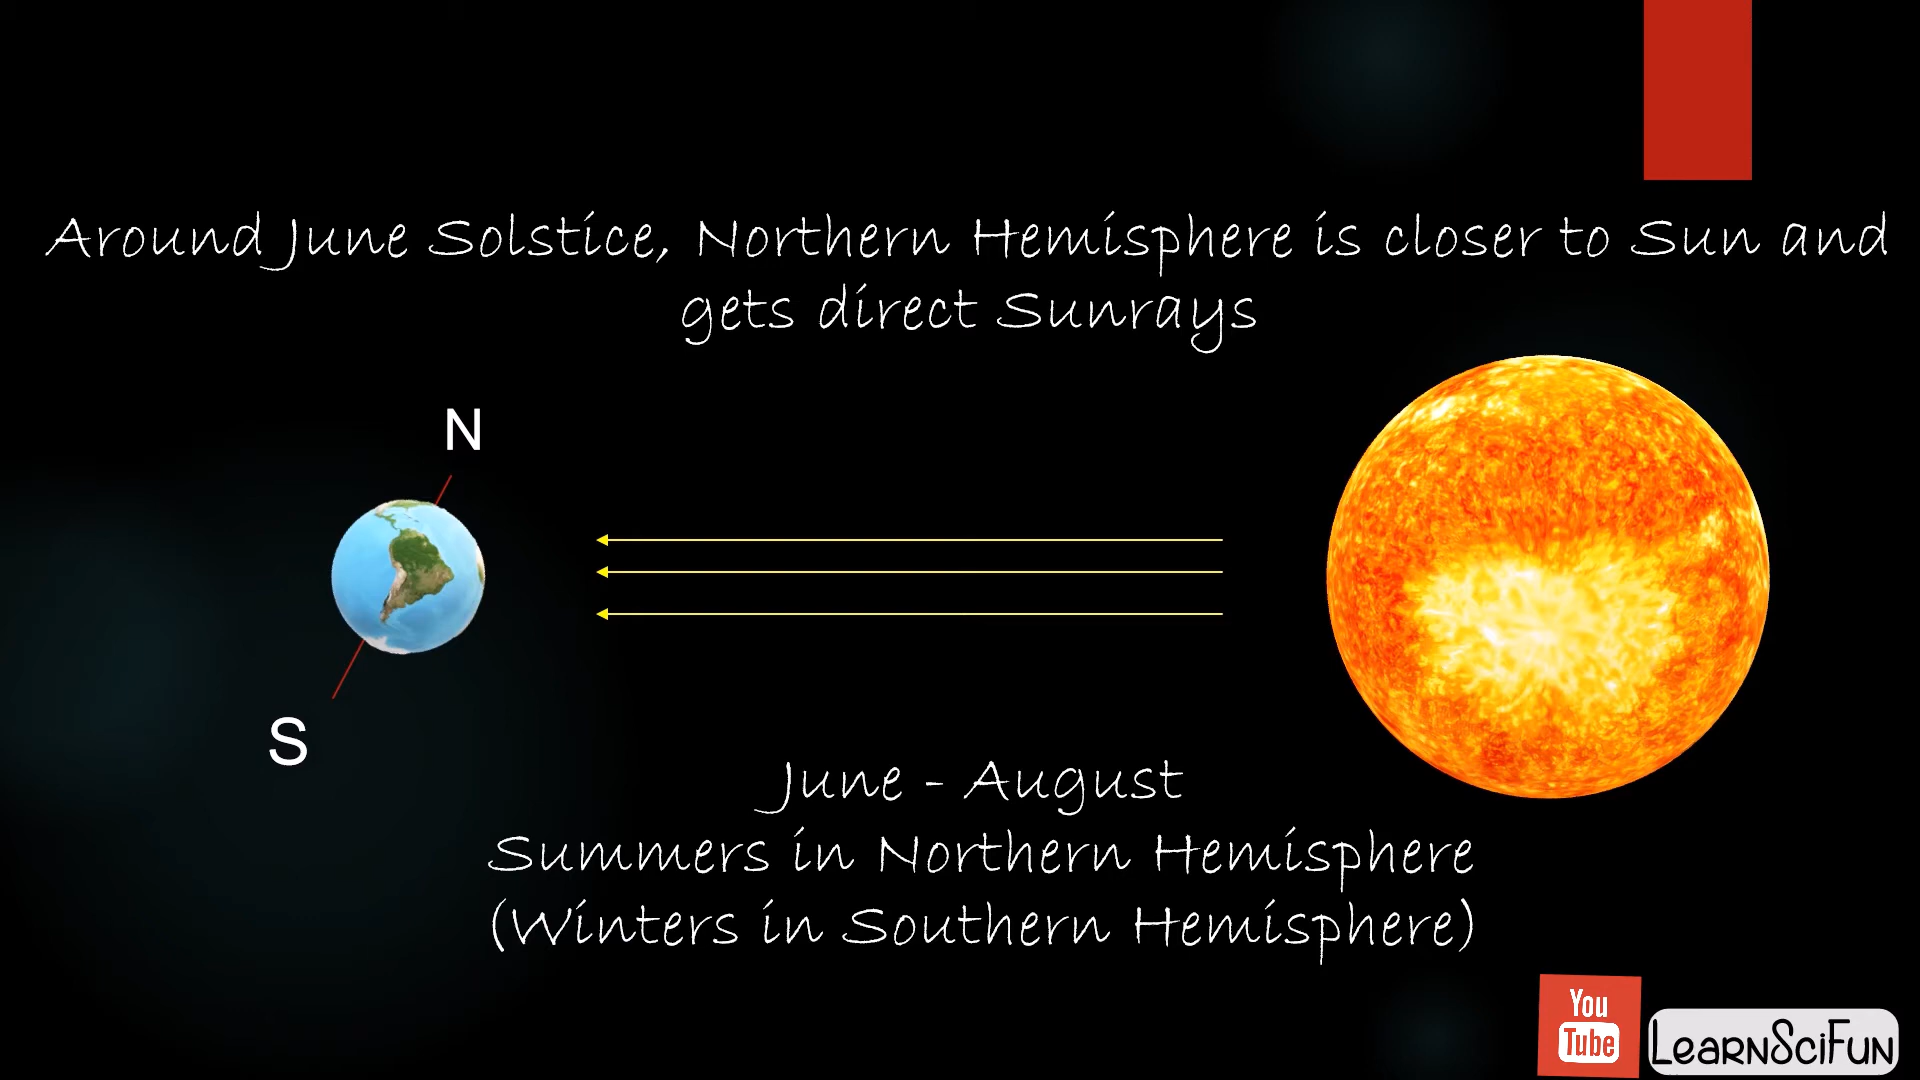 Around June Solstice, Northern Hemisphere is closer to Sun and
gets direct Sunrays
N
S
June - August
Summers in Northern Hemisphere
(Winters in Southern Hemisphere)
You
Tube
LEARNSCIFUN